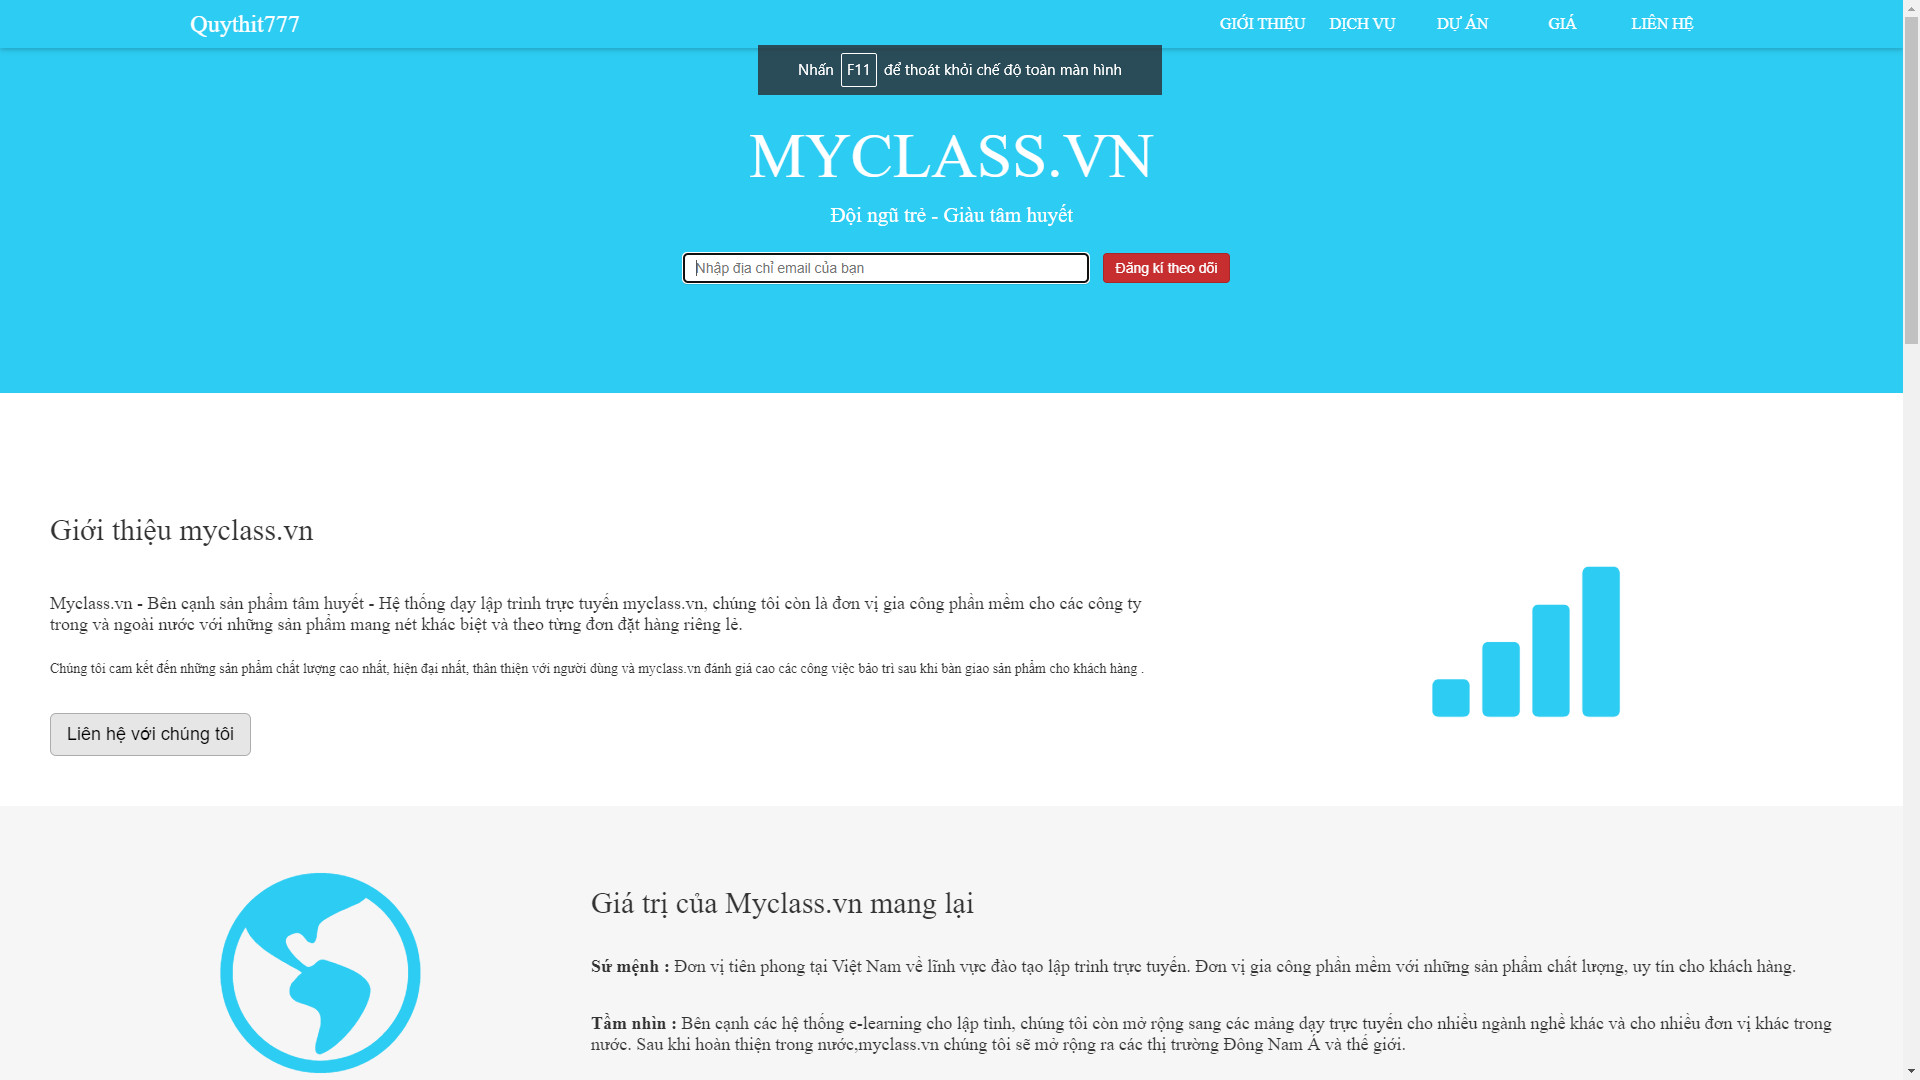 Quythit777
GIỚI THIỆU DỊCH VỤ DỰ ÁN GIÁ LIÊN HỆ
Nhấn F11 để thoát khỏi chế độ toàn màn hình
MYCLASS.VN
Đội ngũ trẻ - Giàu tâm huyết
Nhập địa chỉ email của bạn
Đăng kí theo dõi
Giới thiệu myclass.vn
Myclass.vn - Bên cạnh sản phẩm tâm huyết - Hệ thống dạy lập trình trực tuyến myclass.vn, chúng tôi còn là đơn vị gia công phần mềm cho các công ty
trong và ngoài nước với những sản phẩm mang nét khác biệt và theo từng đơn đặt hàng riêng lẻ.
Chúng tôi cam kết đến những sản phẩm chất lượng cao nhất, hiện đại nhất, thân thiện với người dùng và myclass.vn đánh giá cao các công việc bảo trì sau khi bàn giao sản phẩm cho khách hàng .
Liên hệ với chúng tôi
Giá trị của Myclass.vn mang lại
Sứ mệnh : Đơn vị tiên phong tại Việt Nam về lĩnh vực đào tạo lập trình trực tuyến. Đơn vị gia công phần mềm với những sản phẩm chất lượng, uy tín cho khách hàng.
Tầm nhìn : Bên cạnh các hệ thống e-learning cho lập tình, chúng tôi còn mở rộng sang các mảng dạy trực tuyến cho nhiều ngành nghề khác và cho nhiều đơn vị khác trong
nước. Sau khi hoàn thiện trong nước,myclass.vn chúng tôi sẽ mở rộng ra các thị trường Đông Nam Á và thế giới.